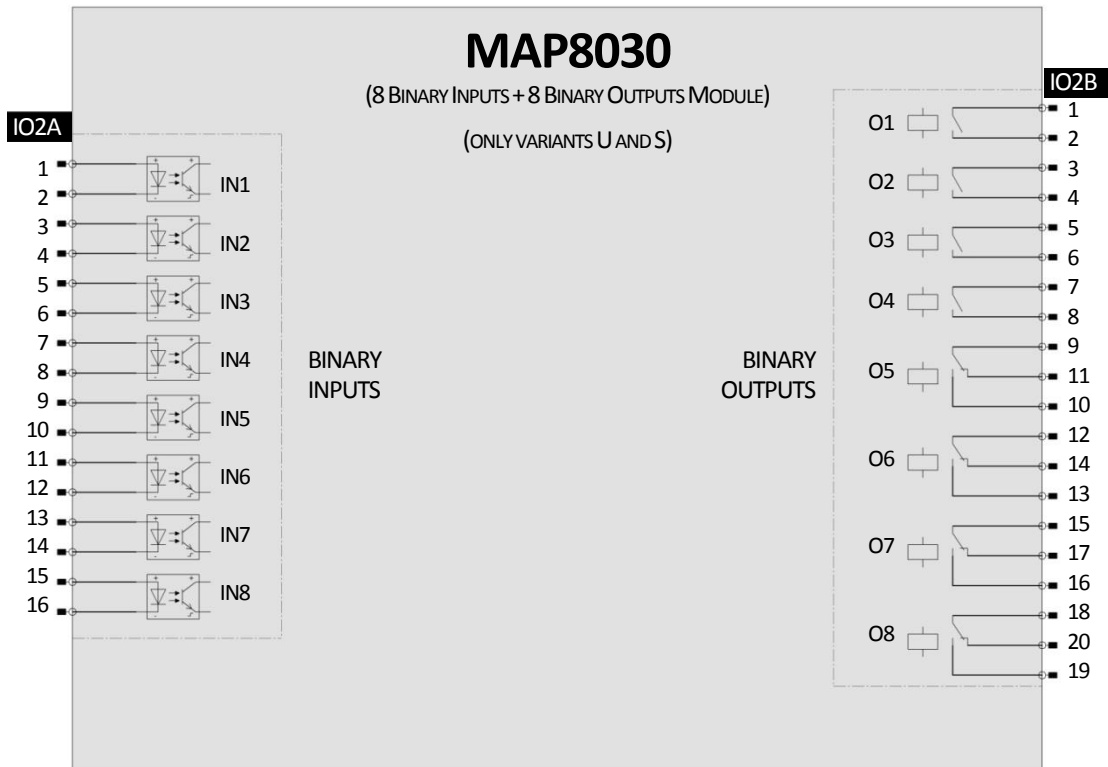 MAP8030
(8 BINARY INPUTS + 8 BINARY OUTPUTS MODULE)
(ONLY VARIANTS U AND S)
IO2A
1
2
IN1
3
4
IN2
5
6
IN3
7
8
IN4
9
10
IN5
11
12
IN6
13
14
IN7
15
16
IN8
BINARY
INPUTS
BINARY
OUTPUTS
IO2B
O1
1
2
O2
3
4
O3
5
6
O4
7
8
O5
9
11
10
O6
12
14
13
O7
15
17
16
O8
18
20
19